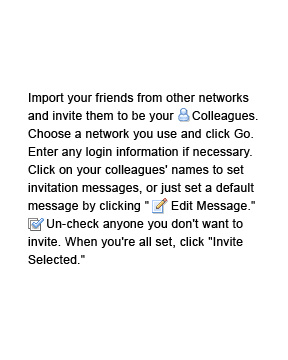 Import your friends from other networks
and invite them to be your Colleagues.
Choose a network you use and click Go.
Enter any login information if necessary.
Click on your colleagues' names to set
invitation messages, or just set a default
message by clicking " Edit Message."
Un-check anyone you don't want to
invite. When you're all set, click "Invite
Selected."